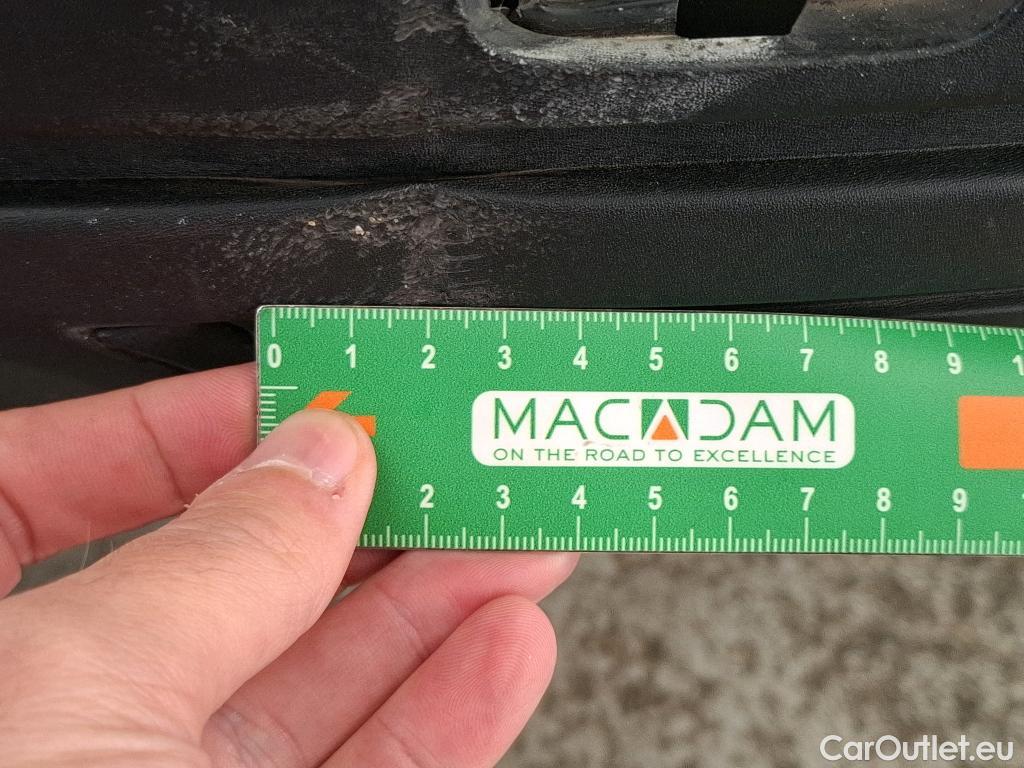 0 1 2 3 4 5 6 7 8 9 1
MACADAM
ON THE ROAD TO EXCELLENCE
2 3 4 5 6 7 8 9
CarOutlet.eu